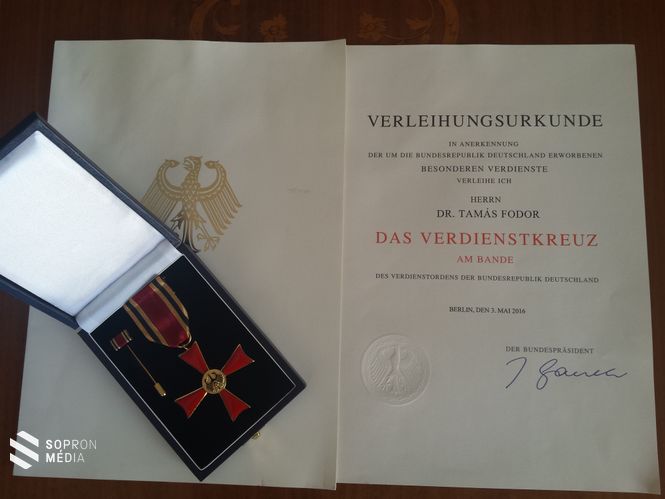 VERLEIHUNGSURKUNDE
IN ANERKENNUNG
DER UM DIE BUNDESREPUBLIK DEUTSCHLAND ERWORBENEN
BESONDEREN VERDIENSTE
VERLEIHE ICH
HERRN
DR. TAMÁS FODOR
DAS VERDIENSTKREUZ
AM BANDE
DES VERDIENSTORDENS DER BUNDESREPUBLIK DEUTSCHLAND
BERLIN, DEN 3. MAI 2016
DER BUNDESPRÄSIDENT
SOPRON
MÉDIA